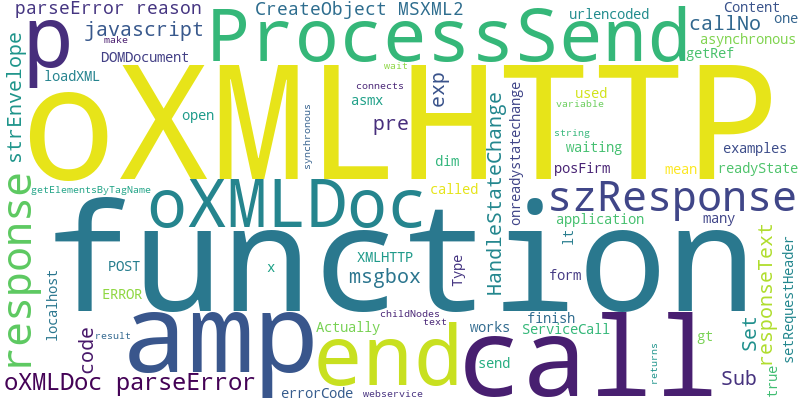 parseError reason
CreateObject MSXML2
urlencoded
Content
one
p
javascript
ProcessSend
callNo
make
asynchronous
DOMDocument
getRef
strEnvelope
loadXML
wait
oXMLHTTP
connects
exp
used
asmx
variable
open
synchronous
pre
onreadystatechange
HandleStateChange
string
waiting
examples
dim
posFirm
mean
readyState
response
getElementsByTagName
oXMLDoc
called
szResponse
application
many
function
lt
XMLHTTP
POST
x
msgbox
Type
form
localhost
ERROR
responseText
setRequestHeader
amp
childNodes
finish
text
Actually
works
ServiceCall
call
Set
code
result
end
gt
send
returns
oXMLDoc parseError
errorCode
webservice
Sub
true